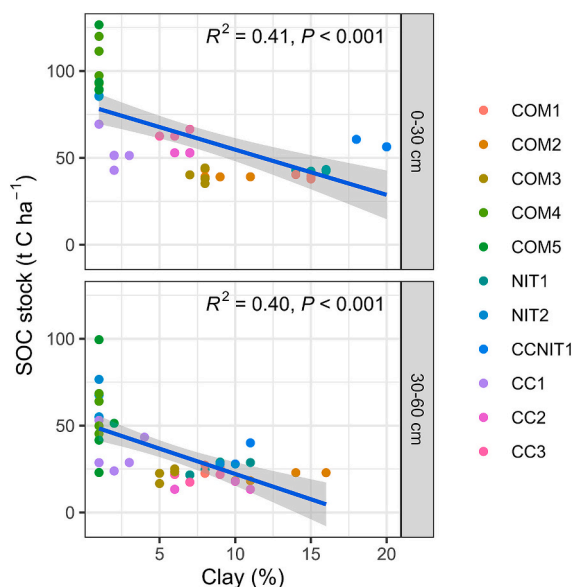 R² = 0.41, P < 0.001
100
50
0
0-30 cm
SOC stock (t C ha⁻¹)
R² = 0.40, P < 0.001
100
50
0
30-60 cm
5 10 15 20
Clay (%)
COM1
COM2
COM3
COM4
COM5
NIT1
NIT2
CCNIT1
CC1
CC2
CC3